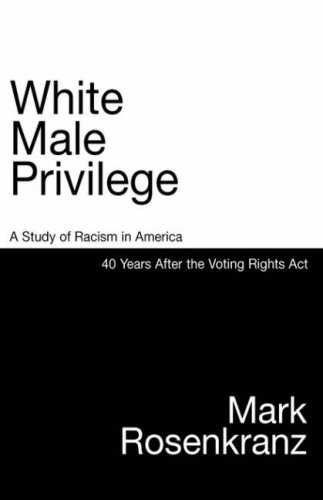 White
Male
Privilege
A Study of Racism in America
40 Years After the Voting Rights Act
Mark
Rosenkranz